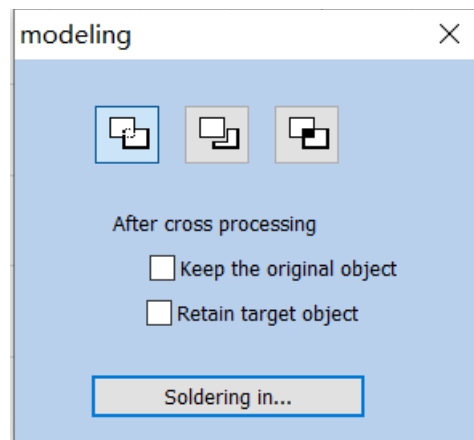 modeling
After cross processing
Keep the original object
Retain target object
Soldering in...